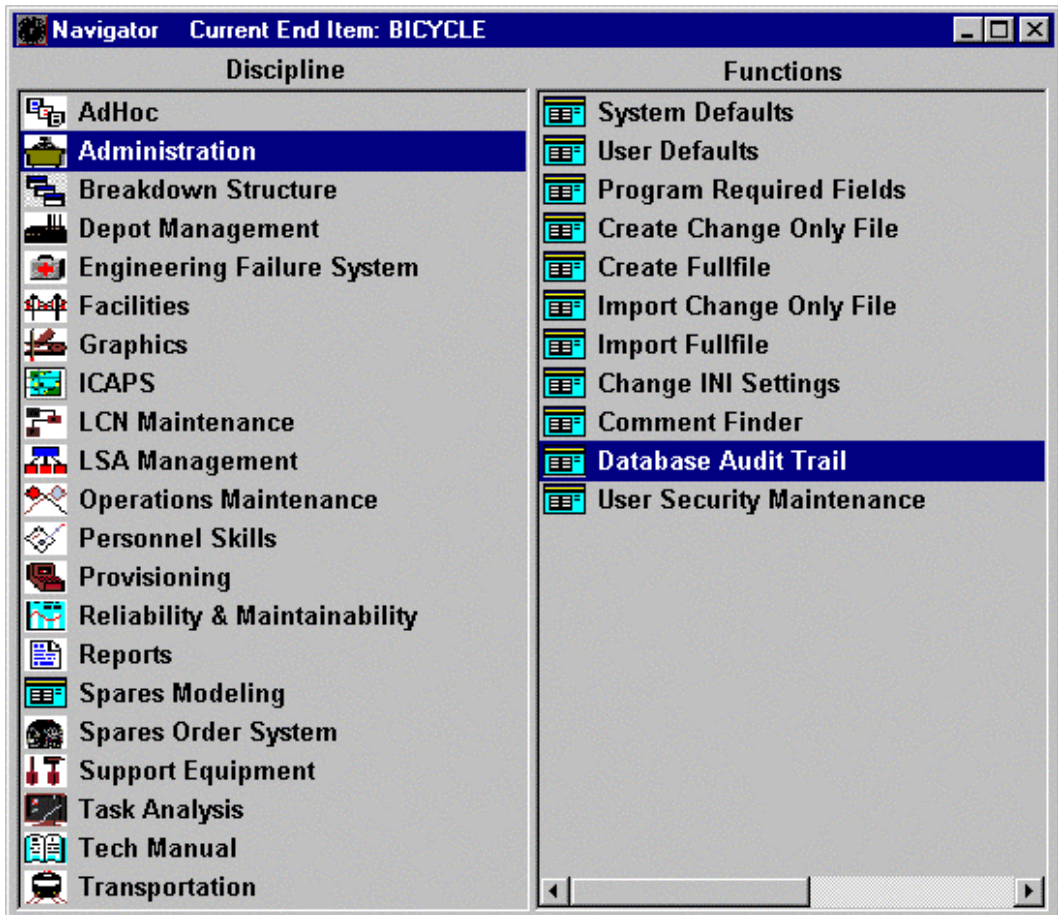 Navigator Current End Item: BICYCLE
Discipline
AdHoc
Administration
Breakdown Structure
Depot Management
Engineering Failure System
Facilities
Graphics
ICAPS
LCN Maintenance
LSA Management
Operations Maintenance
Personnel Skills
Provisioning
Reliability & Maintainability
Reports
Spares Modeling
Spares Order System
Support Equipment
Task Analysis
Tech Manual
Transportation
Functions
System Defaults
User Defaults
Program Required Fields
Create Change Only File
Create Fullfile
Import Change Only File
Import Fullfile
Change INI Settings
Comment Finder
Database Audit Trail
User Security Maintenance